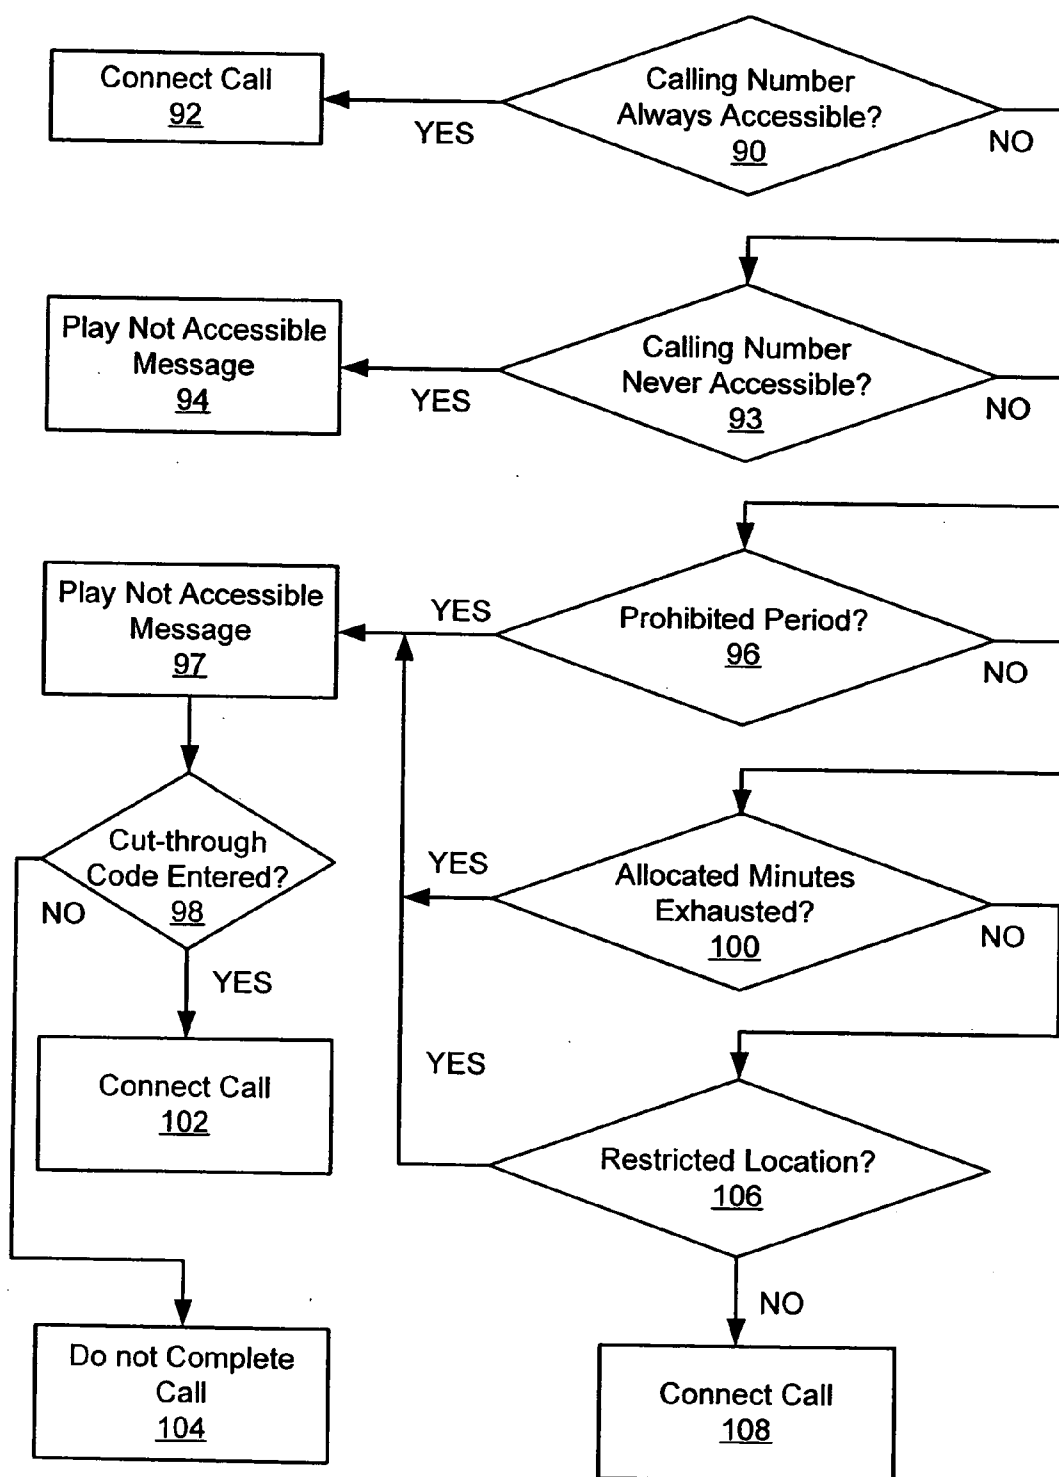 Connect Call
92
YES
Calling Number
Always Accessible?
90
NO
Play Not Accessible
Message
94
YES
Calling Number
Never Accessible?
93
NO
Play Not Accessible
Message
97
YES
Prohibited Period?
96
NO
Cut-through
Code Entered?
98
NO
YES
YES
Allocated Minutes
Exhausted?
100
NO
Connect Call
102
YES
Restricted Location?
106
NO
Do not Complete
Call
104
Connect Call
108